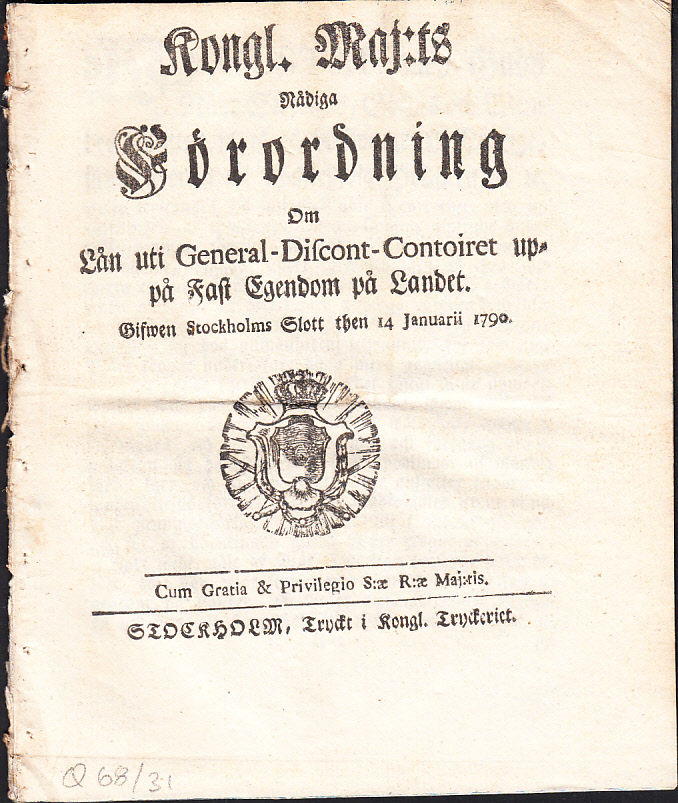 Kongl. Maj:ts
Nådiga
Förordning
Om
Lån uti General-Diſcont-Contoiret up-
på Faſt Egendom på Landet.
Gifwen Stockholms Slott then 14 Januarii 1790.
Cum Gratia & Privilegio S:æ R:æ Maj:tis.
STOCKHOLM, Tryckt i Kongl. Tryckeriet.
Q 68/31